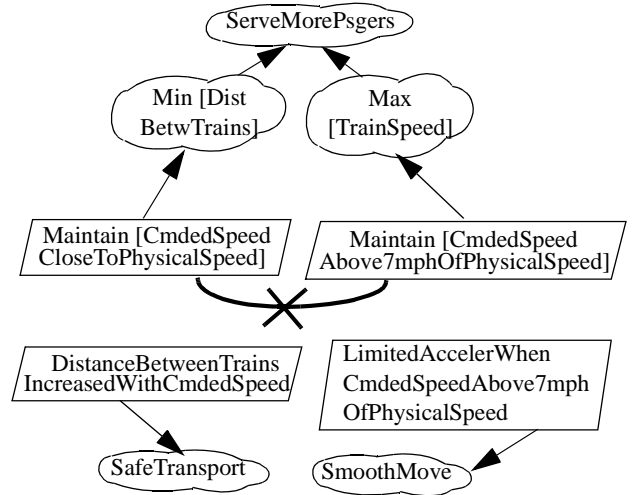 ServeMorePsgers
Min [Dist
BetwTrains]
Max
[TrainSpeed]
Maintain [CmdedSpeed
CloseToPhysicalSpeed]
Maintain [CmdedSpeed
Above7mphOfPhysicalSpeed]
DistanceBetweenTrains
IncreasedWithCmdedSpeed
LimitedAccelerWhen
CmdedSpeedAbove7mph
OfPhysicalSpeed
SafeTransport
SmoothMove